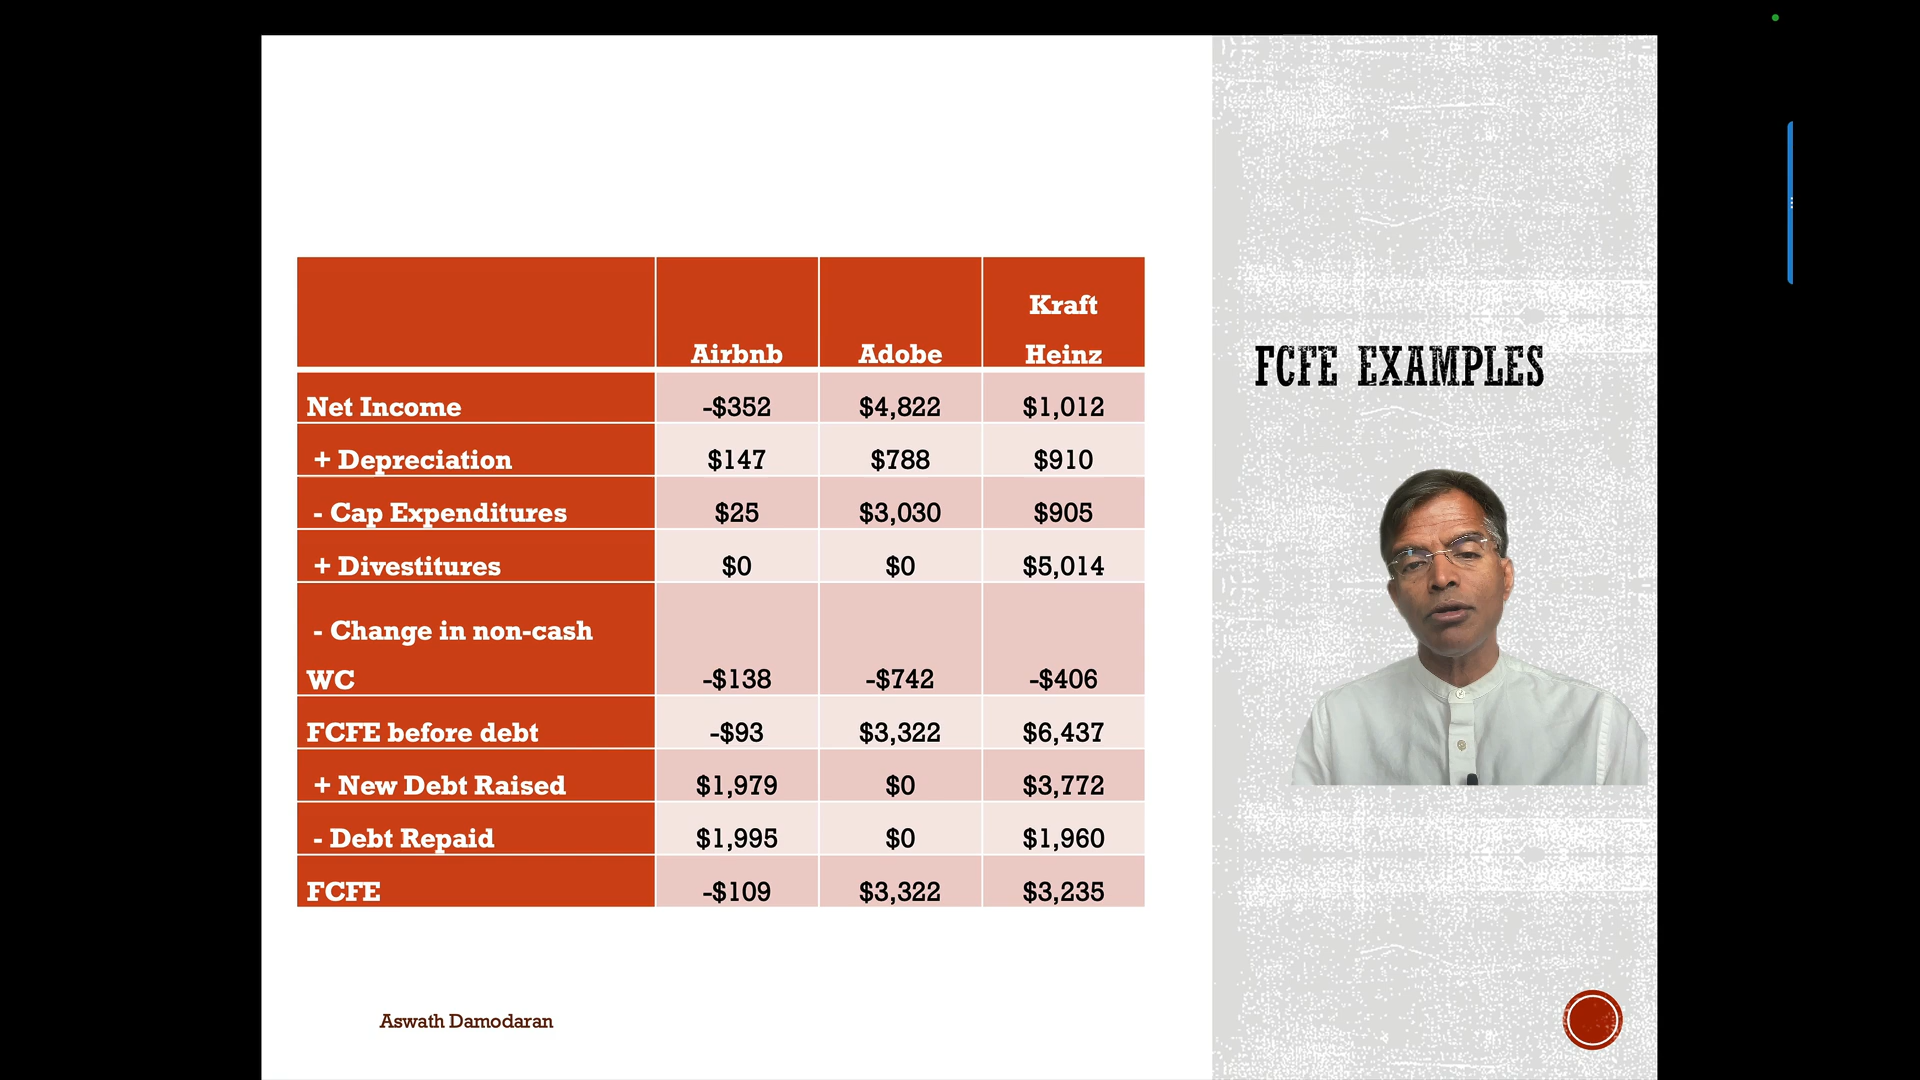 Kraft
Airbnb Adobe Heinz
Net Income -$352 $4,822 $1,012
+ Depreciation $147 $788 $910
- Cap Expenditures $25 $3,030 $905
+ Divestitures $0 $0 $5,014
- Change in non-cash
WC -$138 -$742 -$406
FCFE before debt -$93 $3,322 $6,437
+ New Debt Raised $1,979 $0 $3,772
- Debt Repaid $1,995 $0 $1,960
FCFE -$109 $3,322 $3,235
FCFE EXAMPLES
Aswath Damodaran